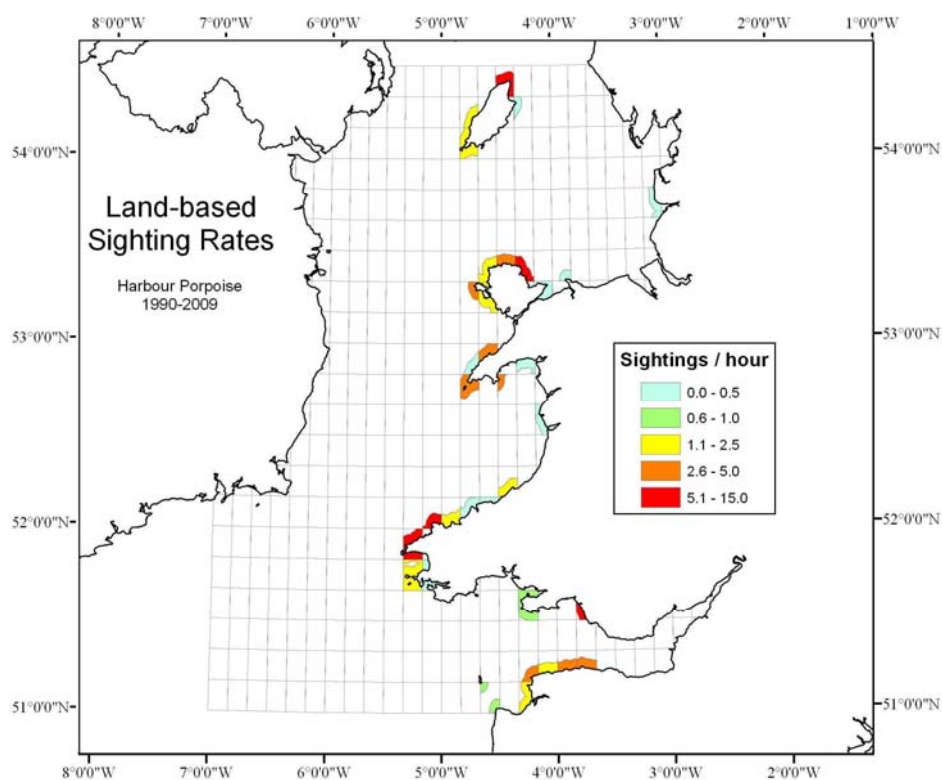 8°0'0"W 7°0'0"W 6°0'0"W 5°0'0"W 4°0'0"W 3°0'0"W 2°0'0"W 1°0'0"W
54°0'0"N 54°0'0"N
Land-based
Sighting Rates
Harbour Porpoise
1990-2009
53°0'0"N 53°0'0"N
Sightings / hour
0.0 - 0.5
0.6 - 1.0
1.1 - 2.5
2.6 - 5.0
5.1 - 15.0
52°0'0"N 52°0'0"N
51°0'0"N 51°0'0"N
8°0'0"W 7°0'0"W 6°0'0"W 5°0'0"W 4°0'0"W 3°0'0"W 2°0'0"W